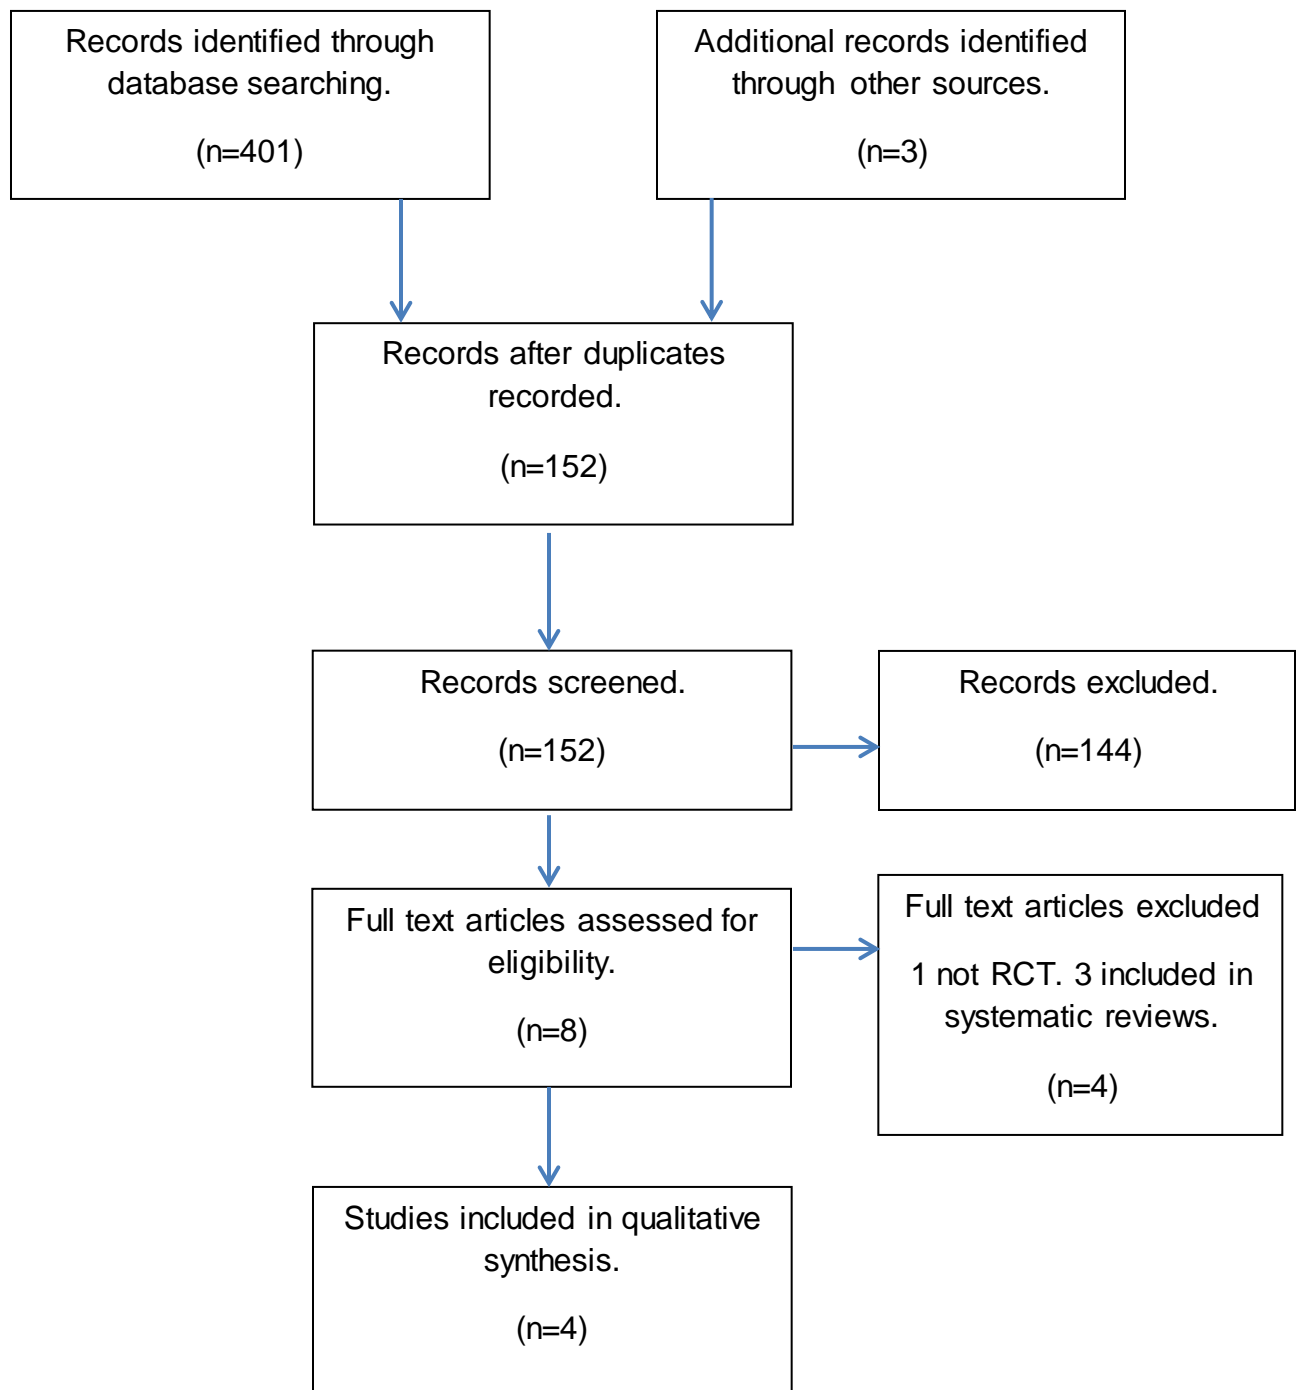 Records identified through
database searching.
(n=401)
Additional records identified
through other sources.
(n=3)
Records after duplicates
recorded.
(n=152)
Records screened.
(n=152)
Records excluded.
(n=144)
Full text articles assessed for
eligibility.
(n=8)
Full text articles excluded
1 not RCT. 3 included in
systematic reviews.
(n=4)
Studies included in qualitative
synthesis.
(n=4)